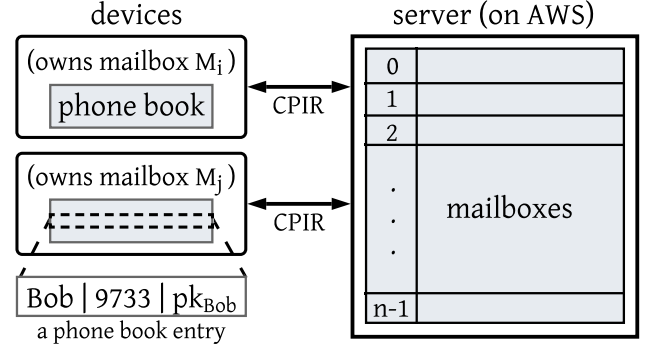 devices
(owns mailbox Mi)
phone book
CPIR
(owns mailbox Mj)
CPIR
Bob | 9733 | pkBob
a phone book entry
server (on AWS)
0
1
2
.
.
.
mailboxes
n-1